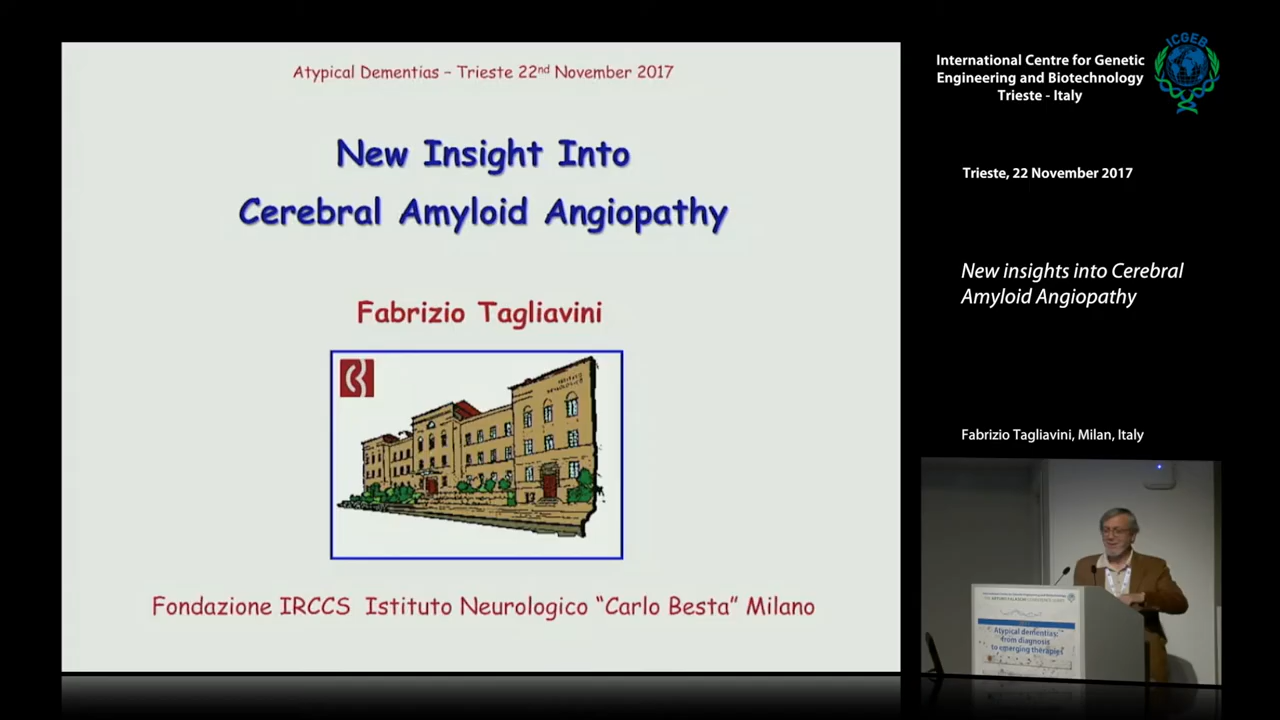 Atypical Dementias – Trieste 22nd November 2017
New Insight Into
Cerebral Amyloid Angiopathy
Fabrizio Tagliavini
Fondazione IRCCS Istituto Neurologico “Carlo Besta” Milano
International Centre for Genetic
Engineering and Biotechnology
Trieste - Italy
ICGEB
Trieste, 22 November 2017
New insights into Cerebral
Amyloid Angiopathy
Fabrizio Tagliavini, Milan, Italy
Atypical dementias:
from diagnosis
to emerging therapies